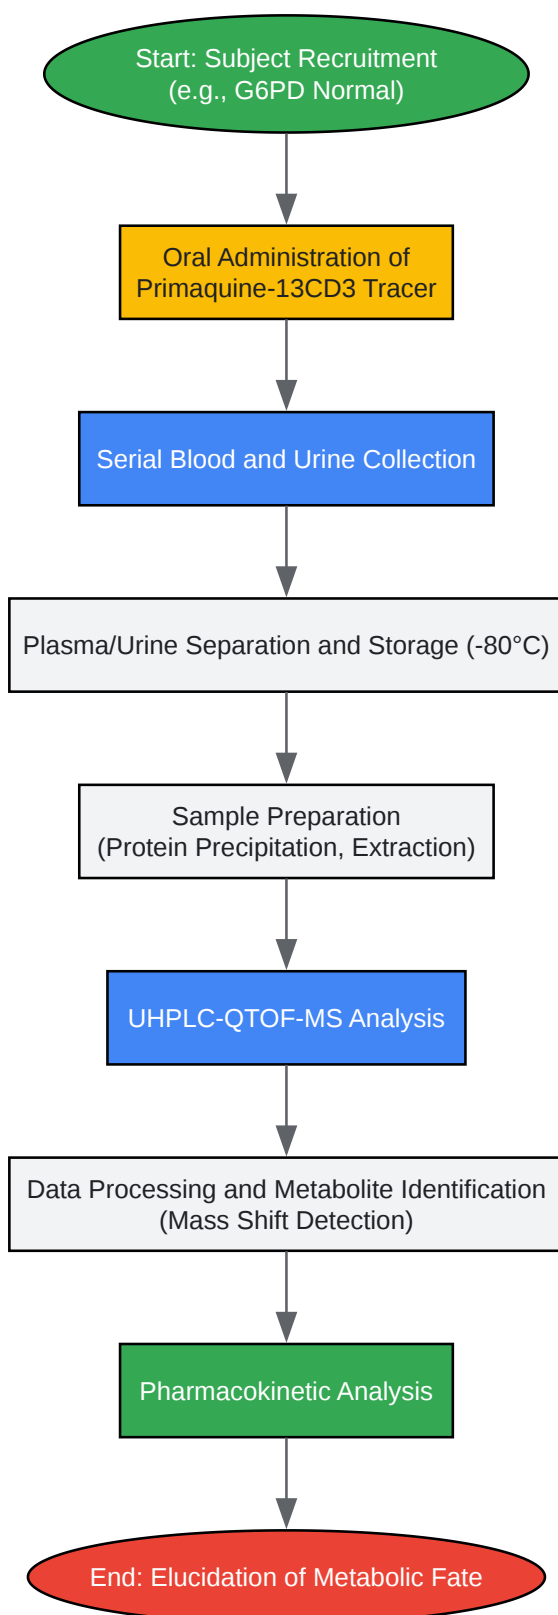 Start: Subject Recruitment
(e.g., G6PD Normal)
Oral Administration of
Primaquine-13CD3 Tracer
Serial Blood and Urine Collection
Plasma/Urine Separation and Storage (-80°C)
Sample Preparation
(Protein Precipitation, Extraction)
UHPLC-QTOF-MS Analysis
Data Processing and Metabolite Identification
(Mass Shift Detection)
Pharmacokinetic Analysis
End: Elucidation of Metabolic Fate